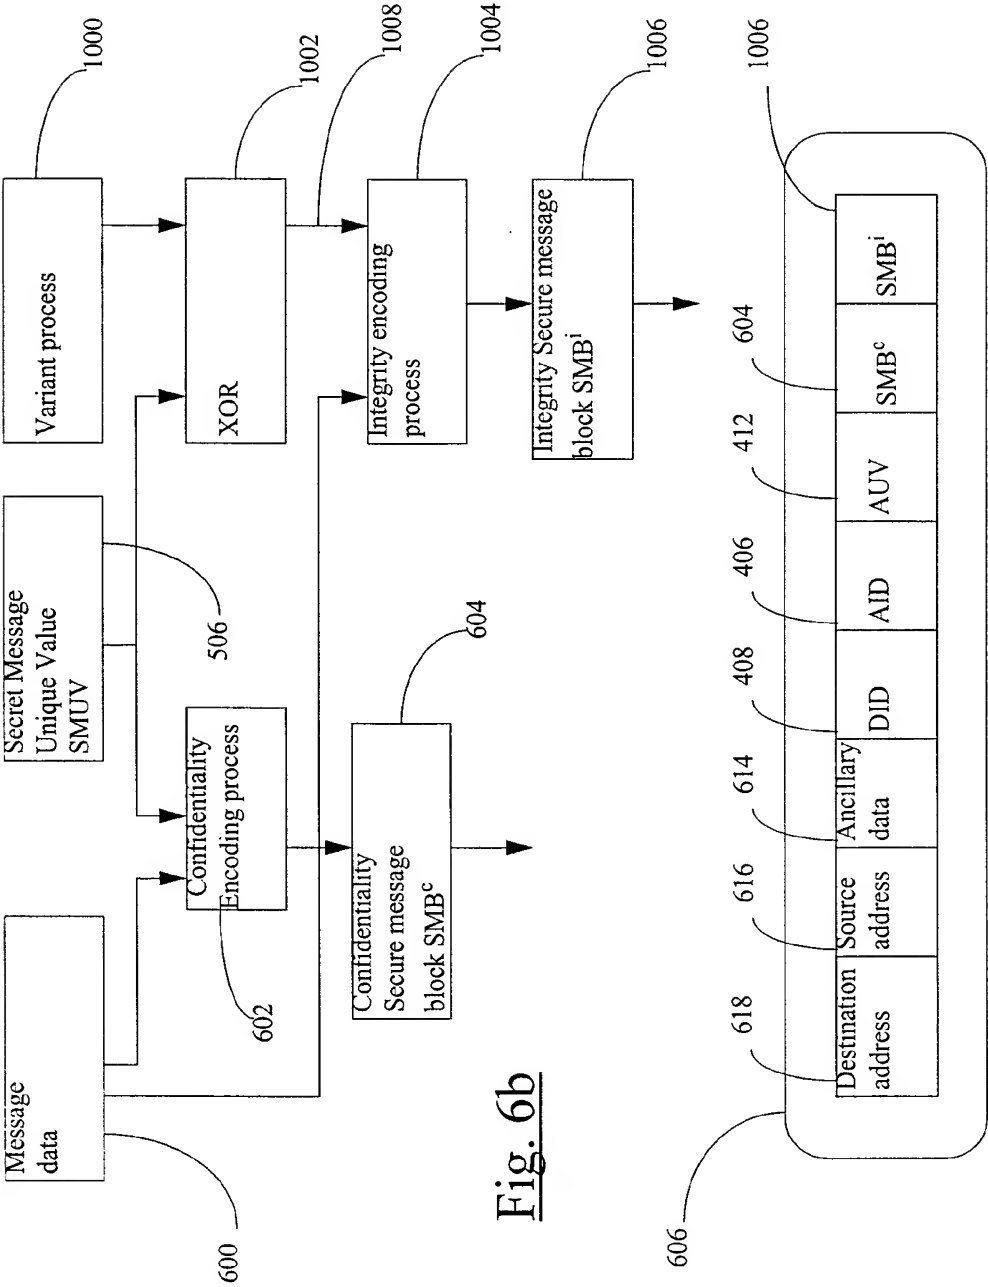 Message
data
Secret Message
Unique Value
SMUV
Variant process
1000
600
506
Confidentiality
Encoding process
XOR
1002
602
1008
Confidentiality
Secure message
block SMBᶜ
604
Integrity encoding
process
1004
Integrity Secure message
block SMBⁱ
1006
Fig. 6b
606
618
616
614
408
406
412
604
1006
Destination
address
Source
address
Ancillary
data
DID
AID
AUV
SMBᶜ
SMBⁱ